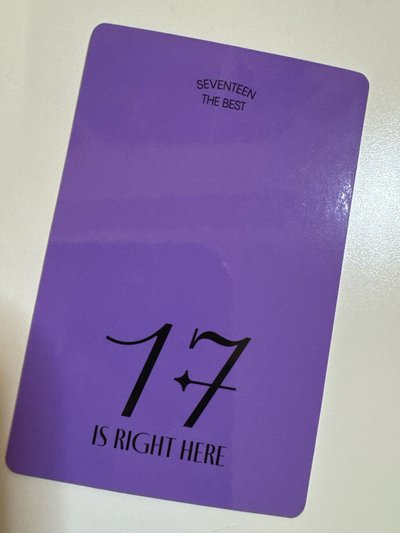 SEVENTEEN
THE BEST
17
IS RIGHT HERE